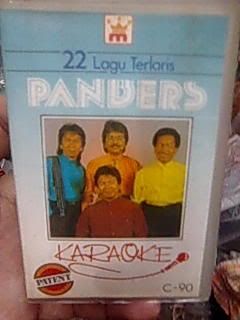 22 Lagu Terlaris
PANBERS
KARAOKE
PATENT
C-90